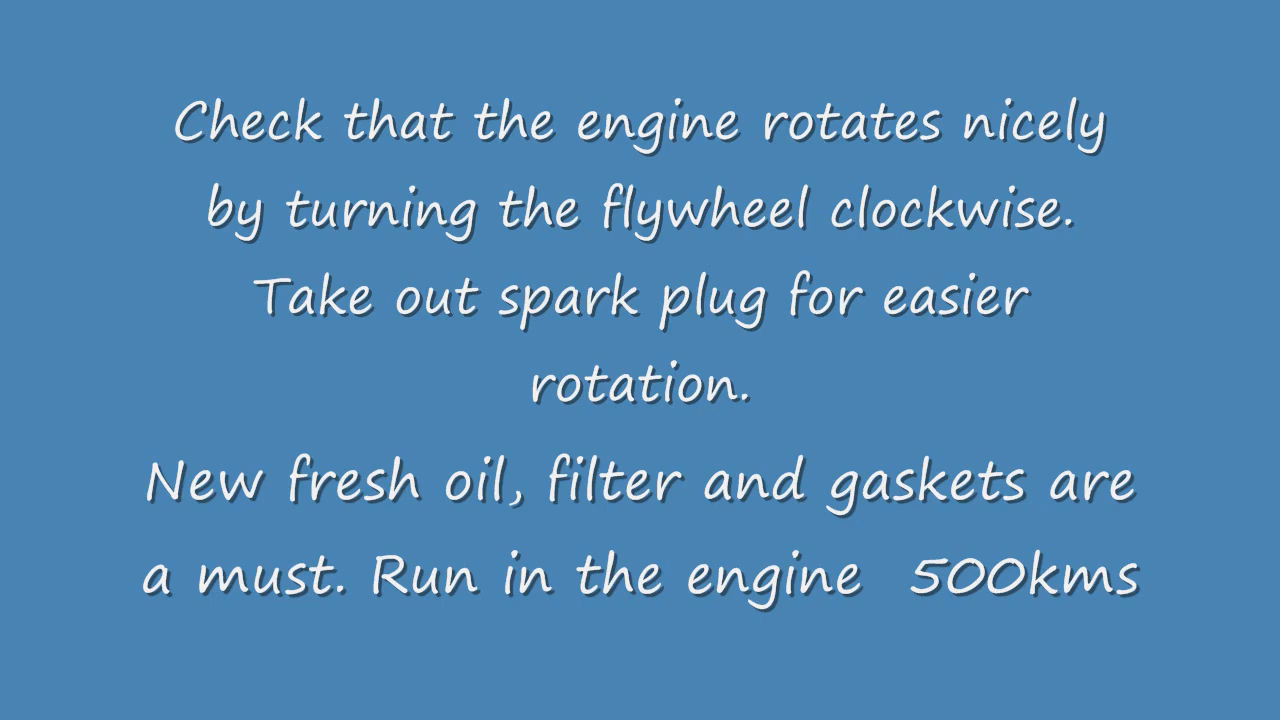 Check that the engine rotates nicely
by turning the flywheel clockwise.
Take out spark plug for easier
rotation.
New fresh oil, filter and gaskets are
a must. Run in the engine  500kms